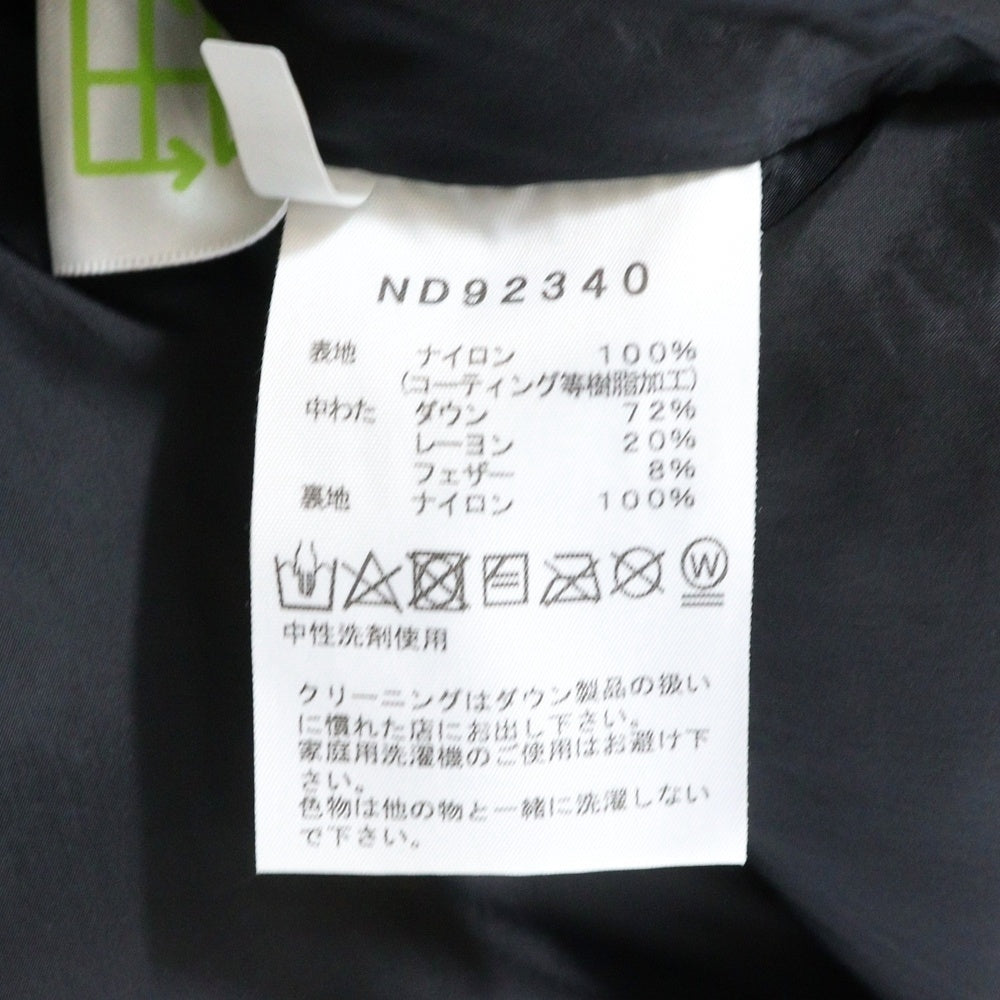 ND92340
表地 ナイロン 100%
(コーティング等樹脂加工)
中わた ダウン 72%
レーヨン 20%
フェザー 8%
裏地 ナイロン 100%
W
中性洗剤使用
クリーニングはダウン製品の扱い
に慣れた店にお出し下さい。
家庭用洗濯機のご使用はお避け下
さい。
色物は他の物と一緒に洗濯しない
で下さい。